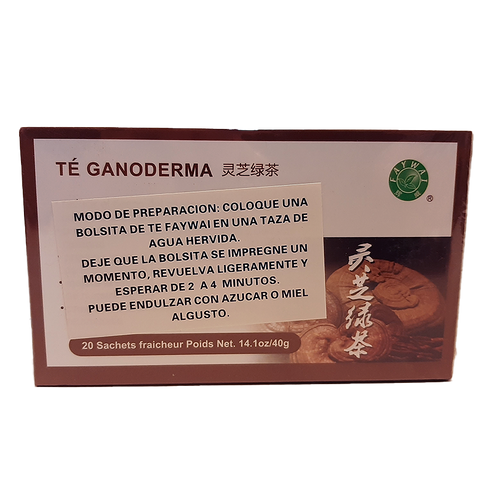 TÉ GANODERMA 灵芝绿茶
FAYWAI
®
MODO DE PREPARACION: COLOQUE UNA
BOLSITA DE TE FAYWAI EN UNA TAZA DE
AGUA HERVIDA.
DEJE QUE LA BOLSITA SE IMPREGNE UN
MOMENTO, REVUELVA LIGERAMENTE Y
ESPERAR DE 2 A 4 MINUTOS.
PUEDE ENDULZAR CON AZUCAR O MIEL
ALGUSTO.
灵芝绿茶
20 Sachets fraicheur Poids Net. 14.1oz/40g